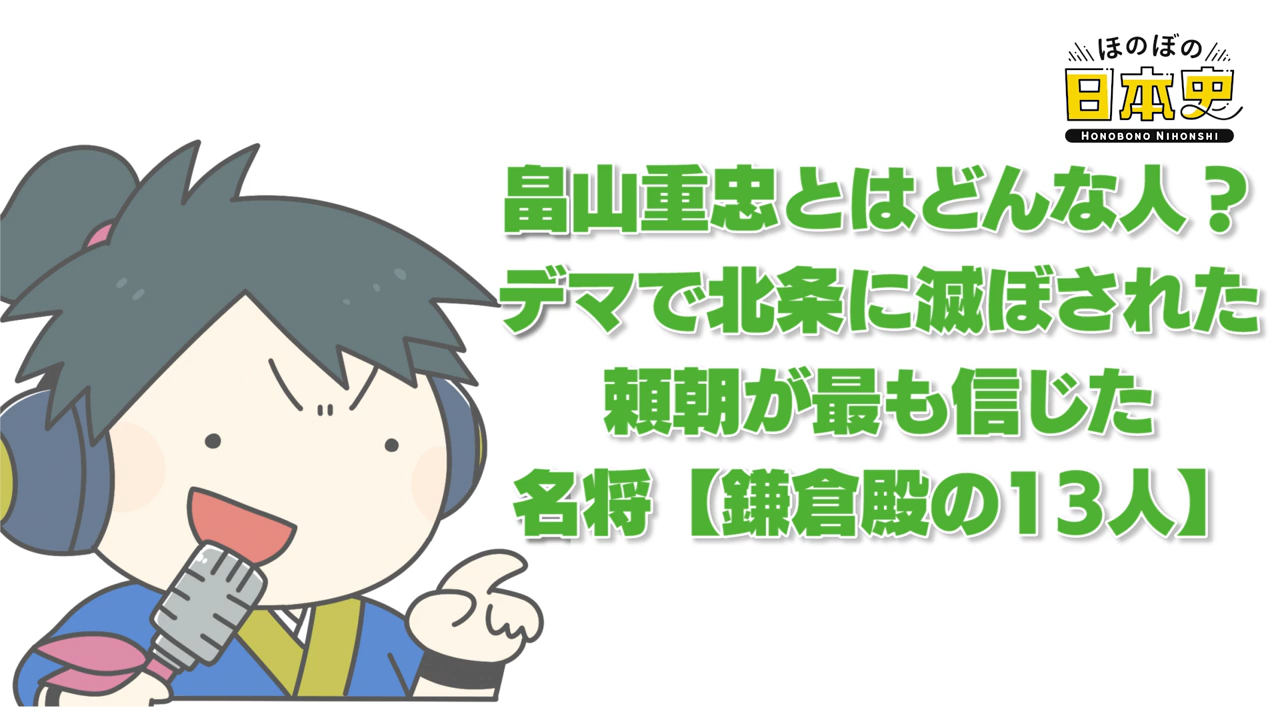 ほのぼの
日本史
HONOBONO NIHONSHI
畠山重忠とはどんな人？
デマで北条に滅ぼされた
頼朝が最も信じた
名将【鎌倉殿の13人】